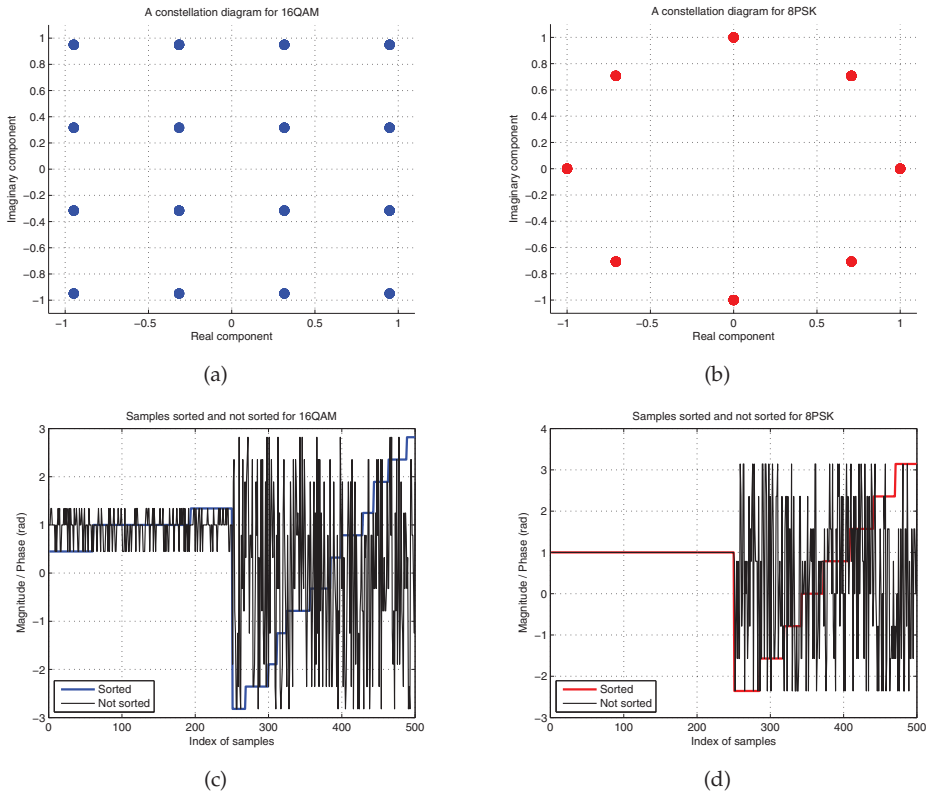 A constellation diagram for 16QAM
1
0.8
0.6
0.4
0.2
0
−0.2
−0.4
−0.6
−0.8
−1
Imaginary component
−1 −0.5 0 0.5 1
Real component
(a)
A constellation diagram for 8PSK
1
0.8
0.6
0.4
0.2
0
−0.2
−0.4
−0.6
−0.8
−1
Imaginary component
−1 −0.5 0 0.5 1
Real component
(b)
Samples sorted and not sorted for 16QAM
3
2
1
0
−1
−2
−3
Magnitude / Phase (rad)
Sorted
Not sorted
0 100 200 300 400 500
Index of samples
(c)
Samples sorted and not sorted for 8PSK
4
3
2
1
0
−1
−2
−3
Magnitude / Phase (rad)
Sorted
Not sorted
0 100 200 300 400 500
Index of samples
(d)